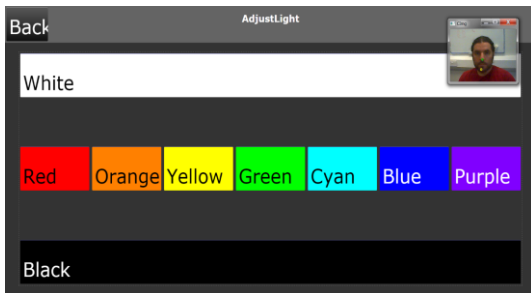 AdjustLight
Back
White
Red Orange Yellow Green Cyan Blue Purple
Black